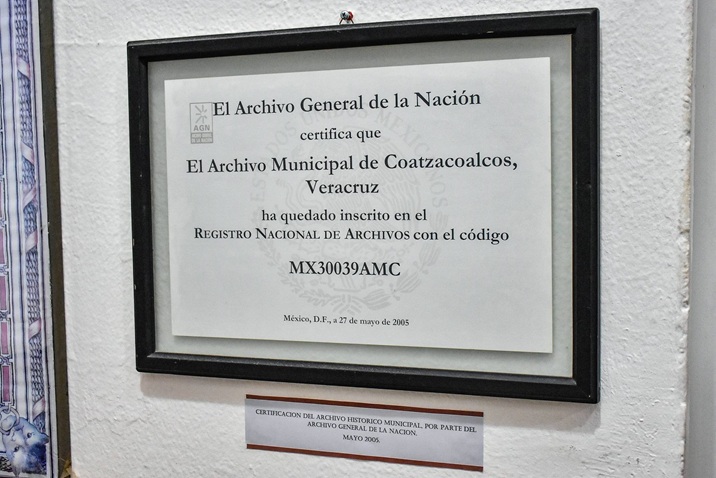 AGN
El Archivo General de la Nación
certifica que
El Archivo Municipal de Coatzacoalcos,
Veracruz
ha quedado inscrito en el
REGISTRO NACIONAL DE ARCHIVOS con el código
MX30039AMC
México, D.F., a 27 de mayo de 2005
CERTIFICACION DEL ARCHIVO HISTORICO MUNICIPAL, POR PARTE DEL
ARCHIVO GENERAL DE LA NACION.
MAYO 2005.